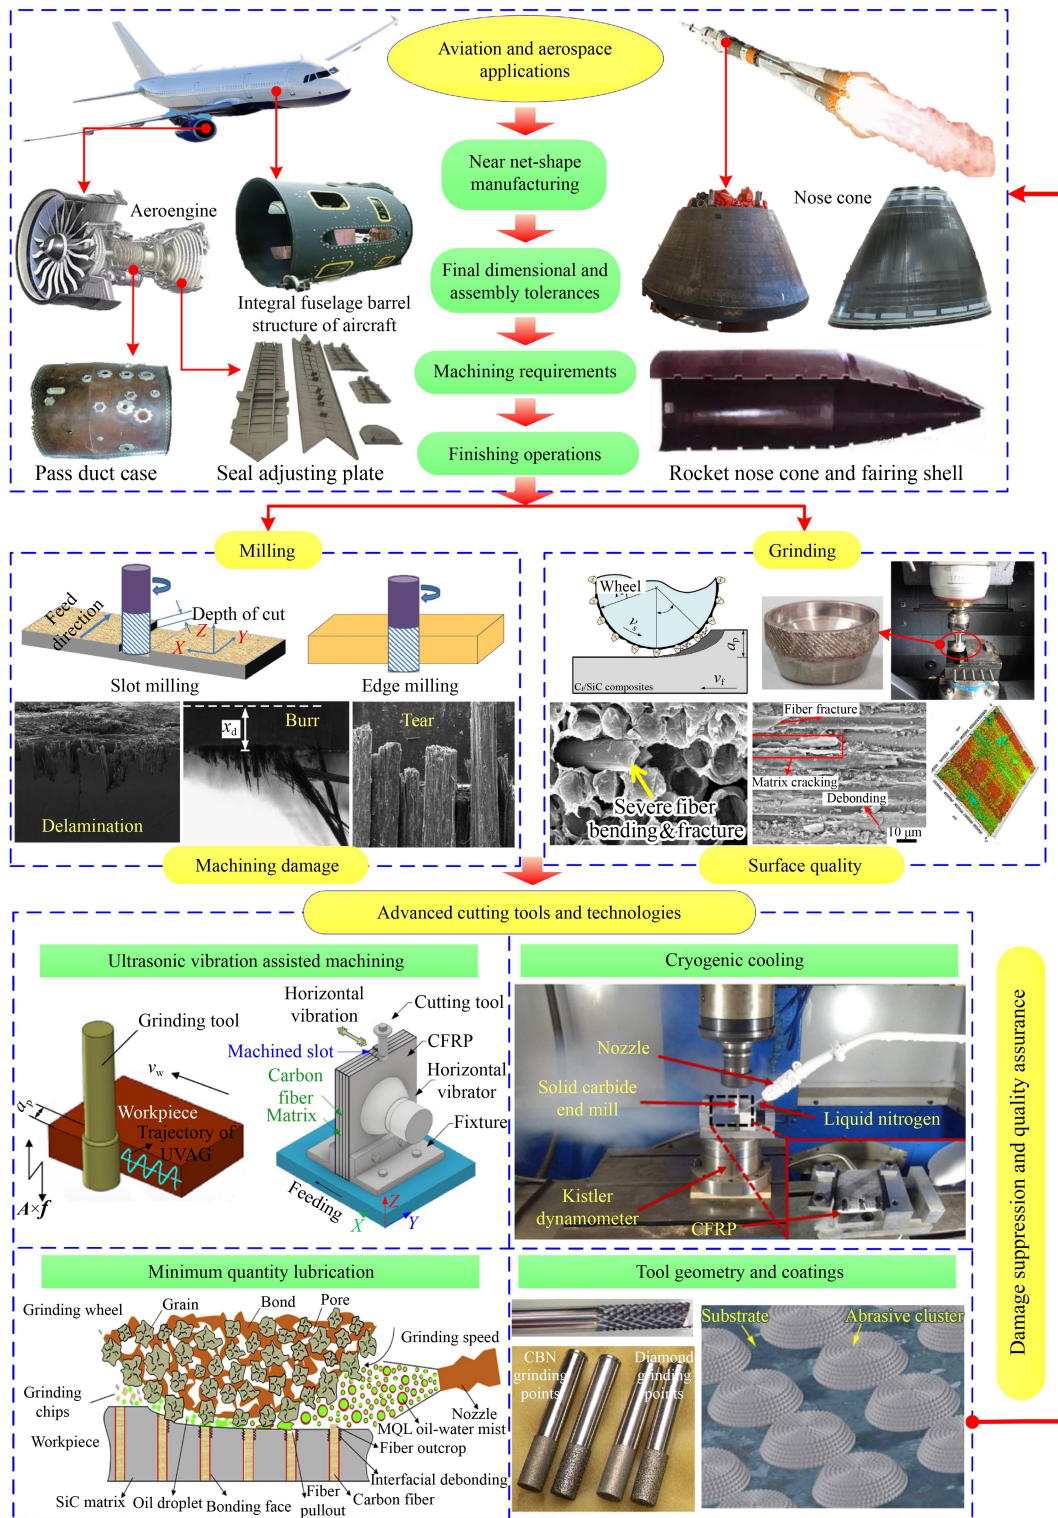 Aviation and aerospace
applications
Near net-shape
manufacturing
Nose cone
Aeroengine
Final dimensional and
assembly tolerances
Integral fuselage barrel
structure of aircraft
Machining requirements
Finishing operations
Pass duct case
Seal adjusting plate
Rocket nose cone and fairing shell
Milling
Grinding
Feed
direction
Depth of cut
X
Z
Y
Slot milling
Edge milling
Wheel
vs
ap
vf
Cf/SiC composites
Delamination
xd
Burr
Tear
Severe fiber
bending&fracture
Fiber fracture
Matrix cracking
Debonding
10 μm
Machining damage
Surface quality
Advanced cutting tools and technologies
Ultrasonic vibration assisted machining
Grinding tool
vw
ap
Workpiece
Trajectory of
UVAG
A×f
Horizontal
vibration
Cutting tool
Machined slot
CFRP
Carbon
fiber
Matrix
Horizontal
vibrator
Fixture
Feeding
X
Z
Y
Cryogenic cooling
Nozzle
Solid carbide
end mill
Liquid nitrogen
Kistler
dynamometer
CFRP
Minimum quantity lubrication
Grinding wheel
Grain
Bond
Pore
Grinding speed
Grinding
chips
Nozzle
MQL oil-water mist
Workpiece
Fiber outcrop
Interfacial debonding
SiC matrix
Oil droplet
Bonding face
Fiber
pullout
Carbon fiber
Tool geometry and coatings
CBN
grinding
points
Diamond
grinding
points
Substrate
Abrasive cluster
Damage suppression and quality assurance